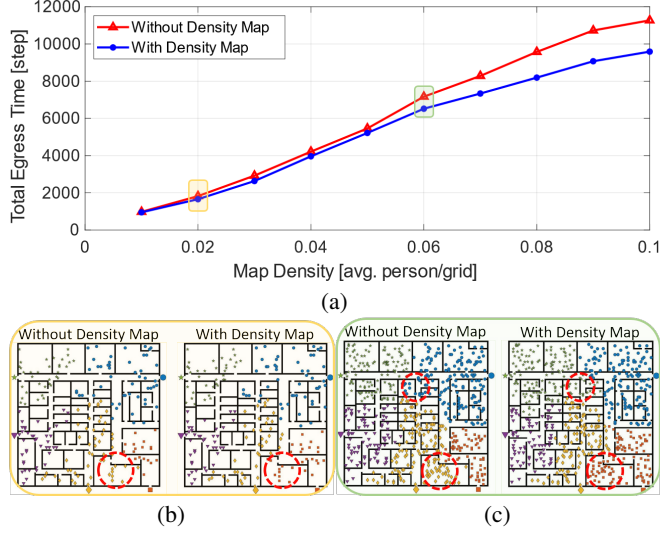 12000
10000
8000
6000
4000
2000
0
Total Egress Time [step]
Without Density Map
With Density Map
0 0.02 0.04 0.06 0.08 0.1
Map Density [avg. person/grid]
(a)
Without Density Map With Density Map Without Density Map With Density Map
(b) (c)